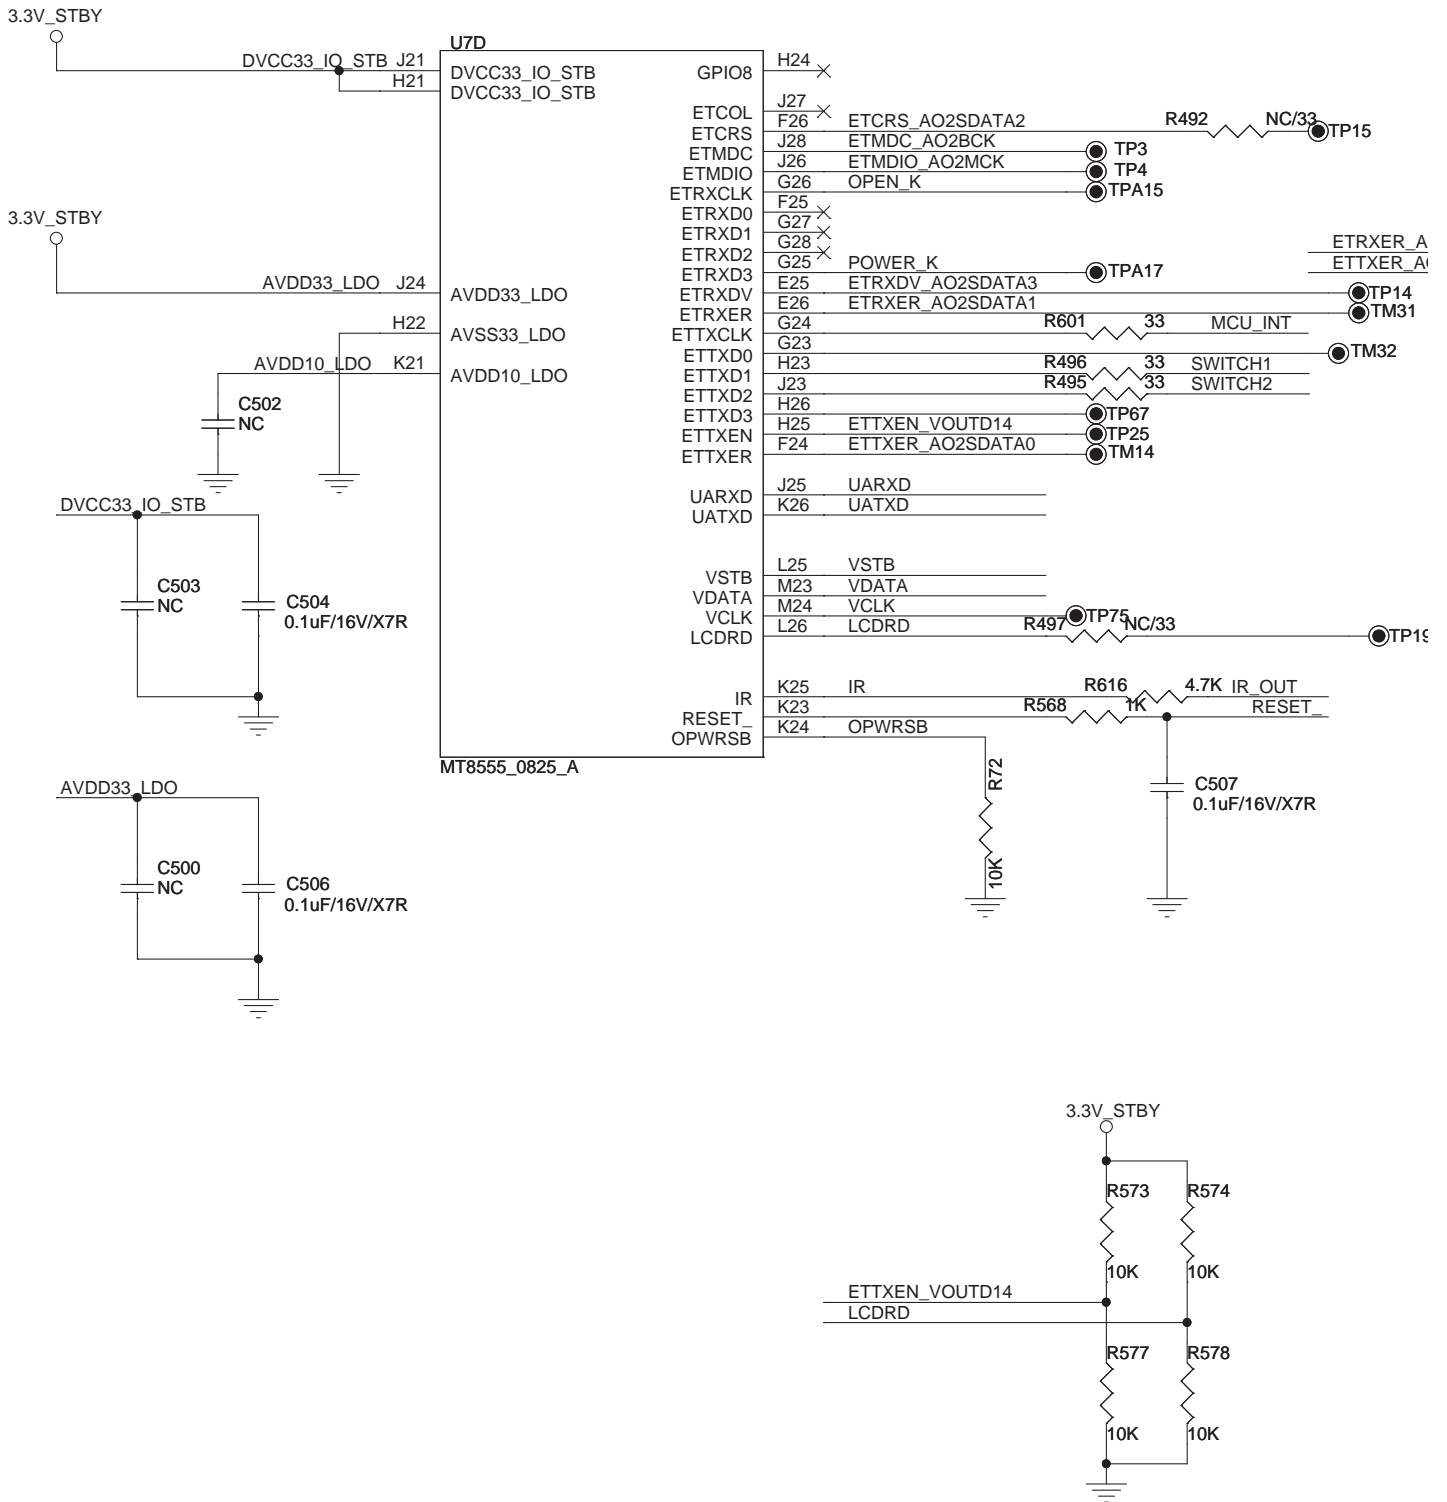 3.3V_STBY
DVCC33_IO_STB J21
H21
U7D
DVCC33_IO_STB
DVCC33_IO_STB
3.3V_STBY
AVDD33_LDO J24
AVDD33_LDO
H22
AVSS33_LDO
AVDD10_LDO K21
AVDD10_LDO
C502
NC
GPIO8 H24
ETCOL J27
ETCRS F26 ETCRS_AO2SDATA2 R492 NC/33 TP15
ETMDC J28 ETMDC_AO2BCK TP3
ETMDIO J26 ETMDIO_AO2MCK TP4
ETRXCLK G26 OPEN_K TPA15
ETRXD0 F25
ETRXD1 G27
ETRXD2 G28
ETRXD3 G25 POWER_K TPA17
ETRXDV E25 ETRXDV_AO2SDATA3 TP14
ETRXER E26 ETRXER_AO2SDATA1 TM31
ETTXCLK G24 R601 33 MCU_INT
ETTXD0 G23 TM32
ETTXD1 H23 R496 33 SWITCH1
ETTXD2 J23 R495 33 SWITCH2
ETTXD3 H26 TP67
ETTXEN H25 ETTXEN_VOUTD14 TP25
ETTXER F24 ETTXER_AO2SDATA0 TM14
ETRXER_A
ETTXER_A
UARXD J25 UARXD
UATXD K26 UATXD
VSTB L25 VSTB
VDATA M23 VDATA
VCLK M24 VCLK TP75
LCDRD L26 LCDRD R497 NC/33 TP19
IR K25 IR R616 4.7K IR_OUT
RESET_ K23 R568 1K RESET_
OPWRSB K24 OPWRSB
MT8555_0825_A
R72
10K
C507
0.1uF/16V/X7R
DVCC33_IO_STB
C503
NC
C504
0.1uF/16V/X7R
AVDD33_LDO
C500
NC
C506
0.1uF/16V/X7R
3.3V_STBY
R573 R574
10K 10K
ETTXEN_VOUTD14
LCDRD
R577 R578
10K 10K